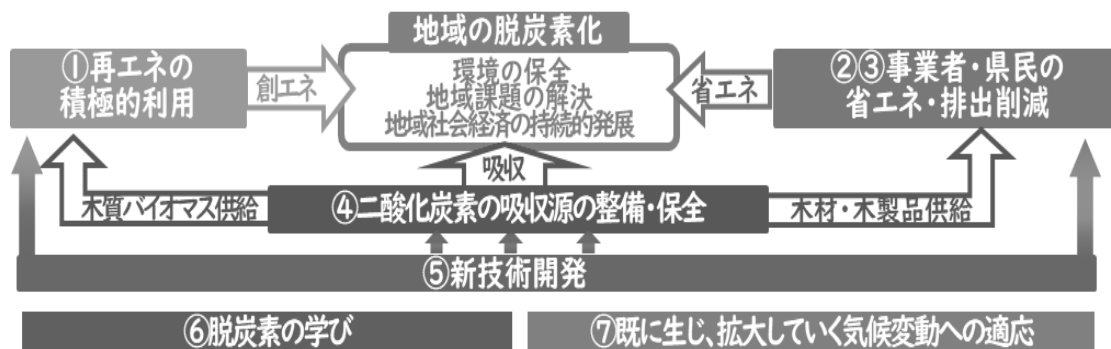 地域の脱炭素化
①再エネの
積極的利用
創エネ
環境の保全
地域課題の解決
地域社会経済の持続的発展
省エネ
②③事業者・県民の
省エネ・排出削減
吸収
木質バイオマス供給
④二酸化炭素の吸収源の整備・保全
木材・木製品供給
⑤新技術開発
⑥脱炭素の学び
⑦既に生じ、拡大していく気候変動への適応